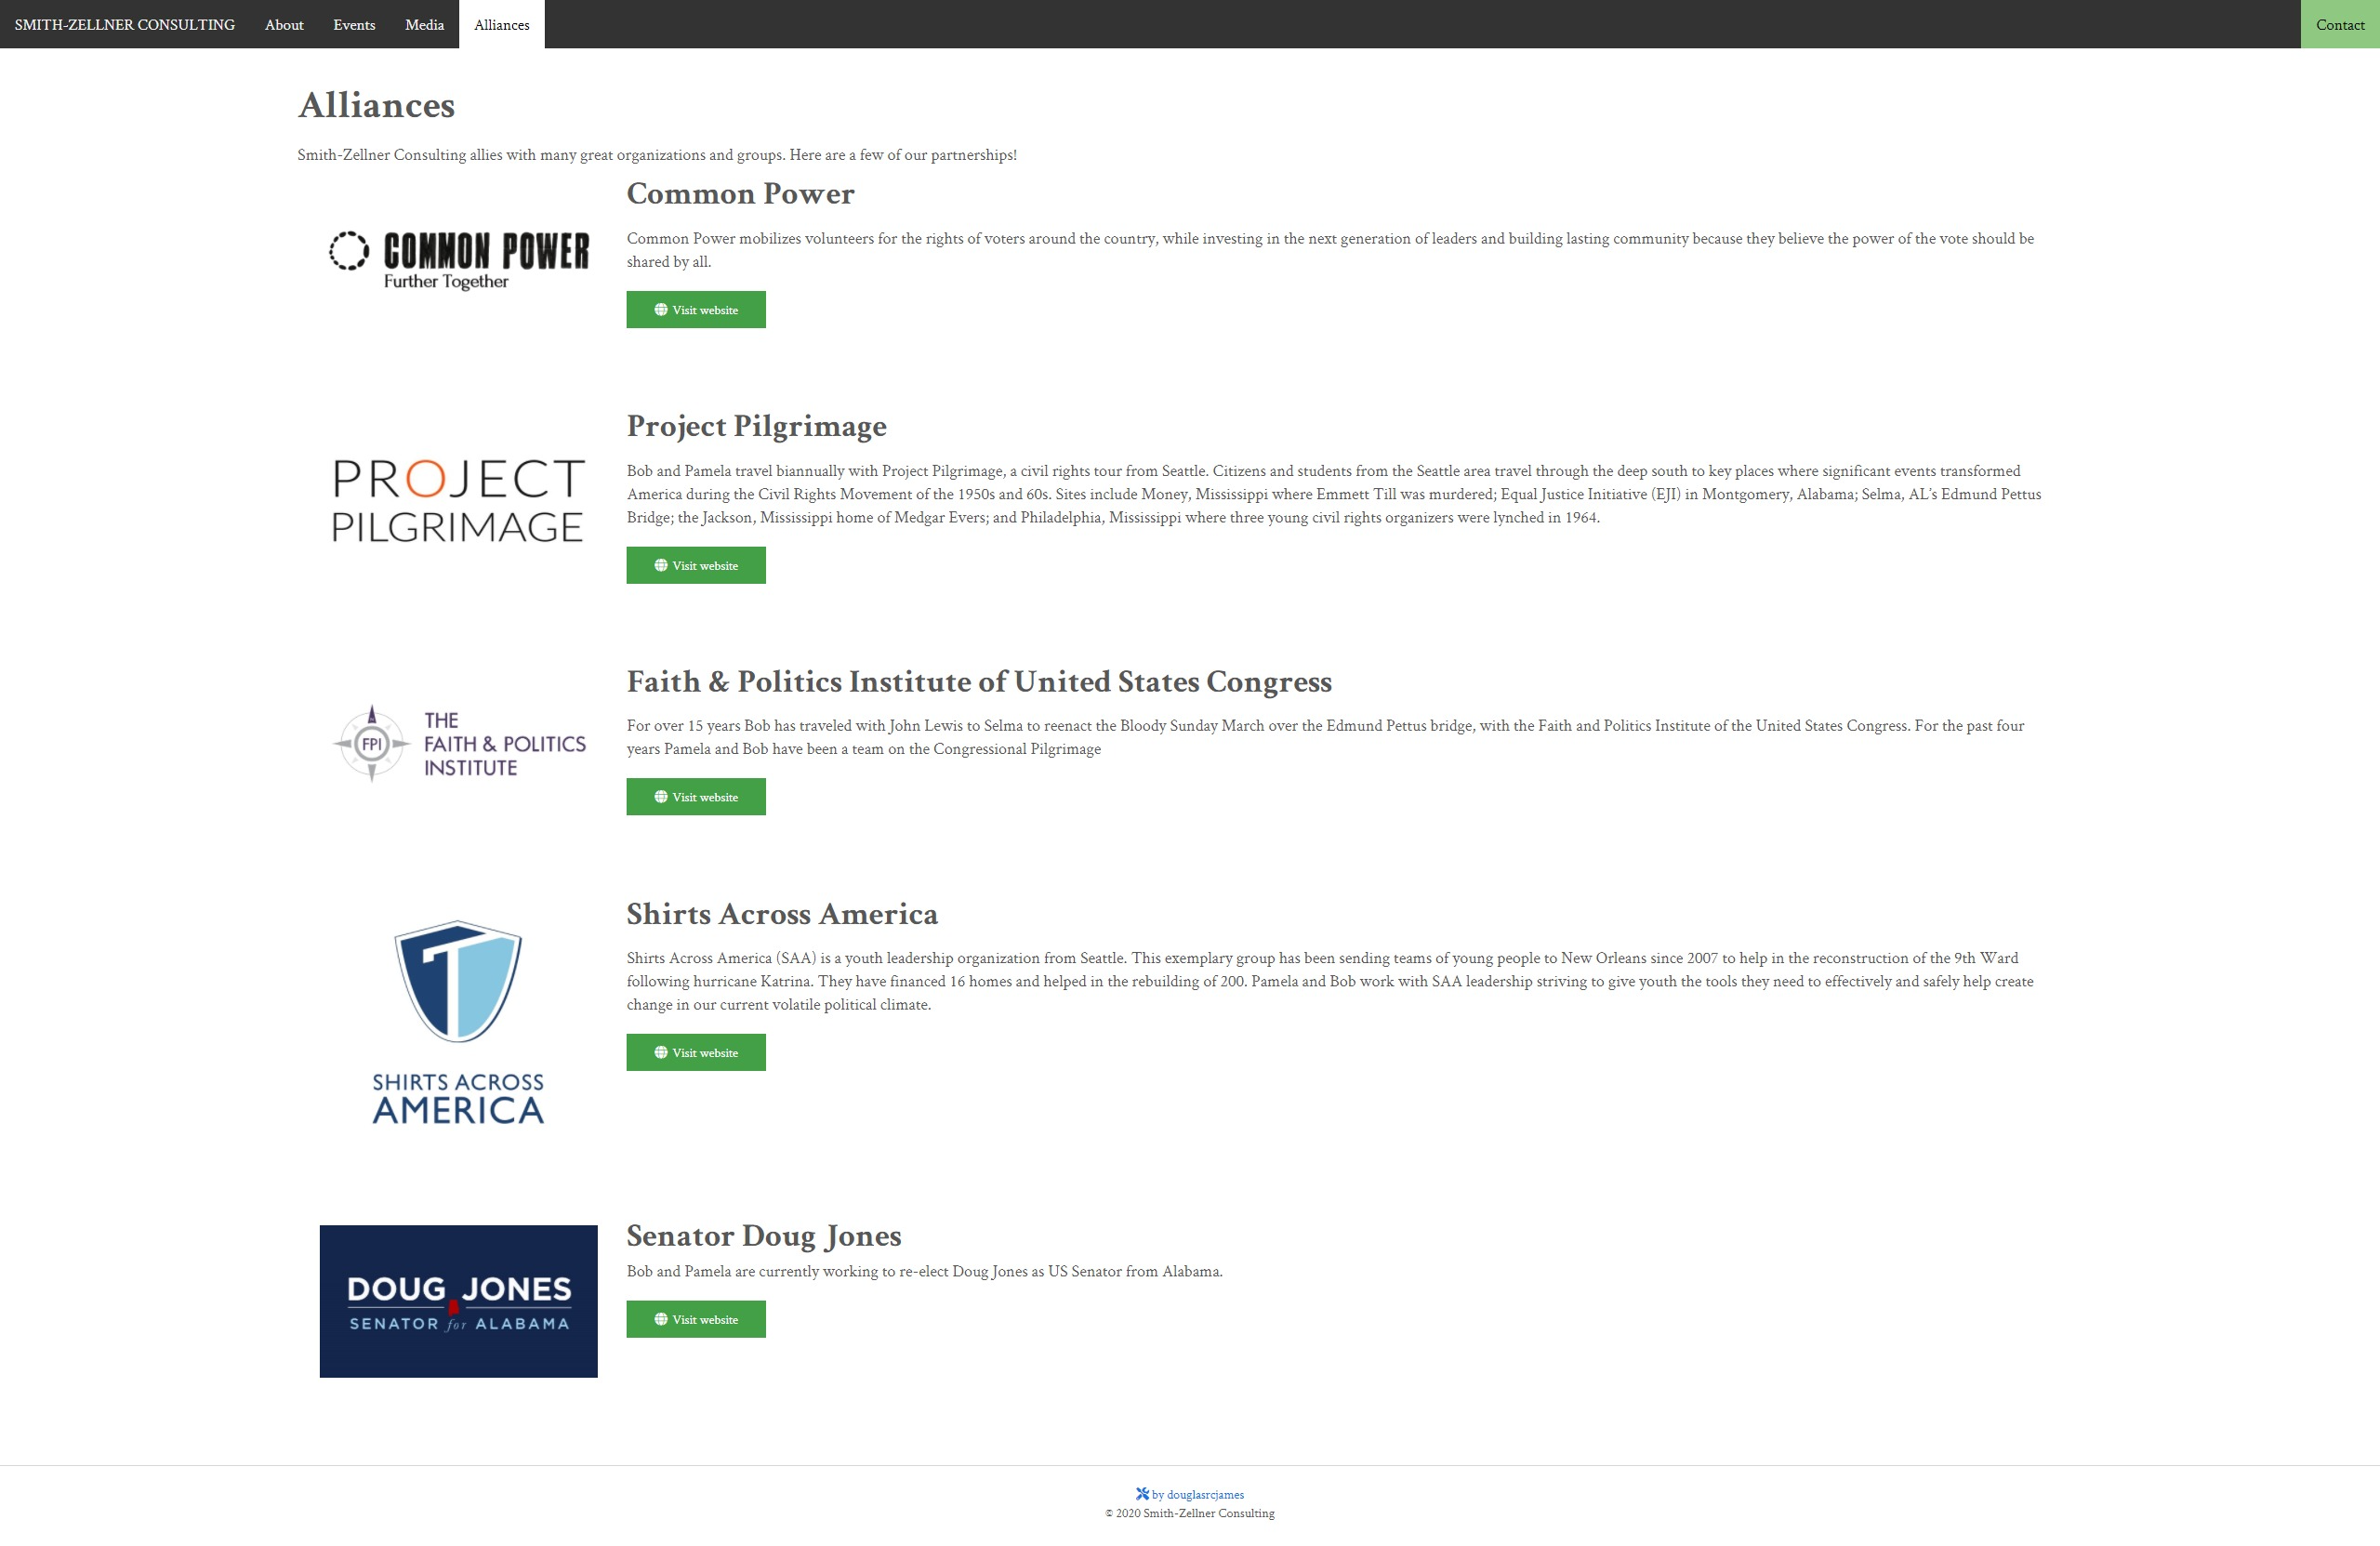 SMITH-ZELLNER CONSULTING About Events Media Alliances Contact
Alliances
Smith-Zellner Consulting allies with many great organizations and groups. Here are a few of our partnerships!
COMMON POWER
Further Together
Common Power
Common Power mobilizes volunteers for the rights of voters around the country, while investing in the next generation of leaders and building lasting community because they believe the power of the vote should be
shared by all.
Visit website
PROJECT
PILGRIMAGE
Project Pilgrimage
Bob and Pamela travel biannually with Project Pilgrimage, a civil rights tour from Seattle. Citizens and students from the Seattle area travel through the deep south to key places where significant events transformed
America during the Civil Rights Movement of the 1950s and 60s. Sites include Money, Mississippi where Emmett Till was murdered; Equal Justice Initiative (EJI) in Montgomery, Alabama; Selma, AL's Edmund Pettus
Bridge; the Jackson, Mississippi home of Medgar Evers; and Philadelphia, Mississippi where three young civil rights organizers were lynched in 1964.
Visit website
FPI
THE
FAITH & POLITICS
INSTITUTE
Faith & Politics Institute of United States Congress
For over 15 years Bob has traveled with John Lewis to Selma to reenact the Bloody Sunday March over the Edmund Pettus bridge, with the Faith and Politics Institute of the United States Congress. For the past four
years Pamela and Bob have been a team on the Congressional Pilgrimage
Visit website
SHIRTS ACROSS
AMERICA
Shirts Across America
Shirts Across America (SAA) is a youth leadership organization from Seattle. This exemplary group has been sending teams of young people to New Orleans since 2007 to help in the reconstruction of the 9th Ward
following hurricane Katrina. They have financed 16 homes and helped in the rebuilding of 200. Pamela and Bob work with SAA leadership striving to give youth the tools they need to effectively and safely help create
change in our current volatile political climate.
Visit website
DOUG JONES
SENATOR for ALABAMA
Senator Doug Jones
Bob and Pamela are currently working to re-elect Doug Jones as US Senator from Alabama.
Visit website
by douglasrcjames
© 2020 Smith-Zellner Consulting